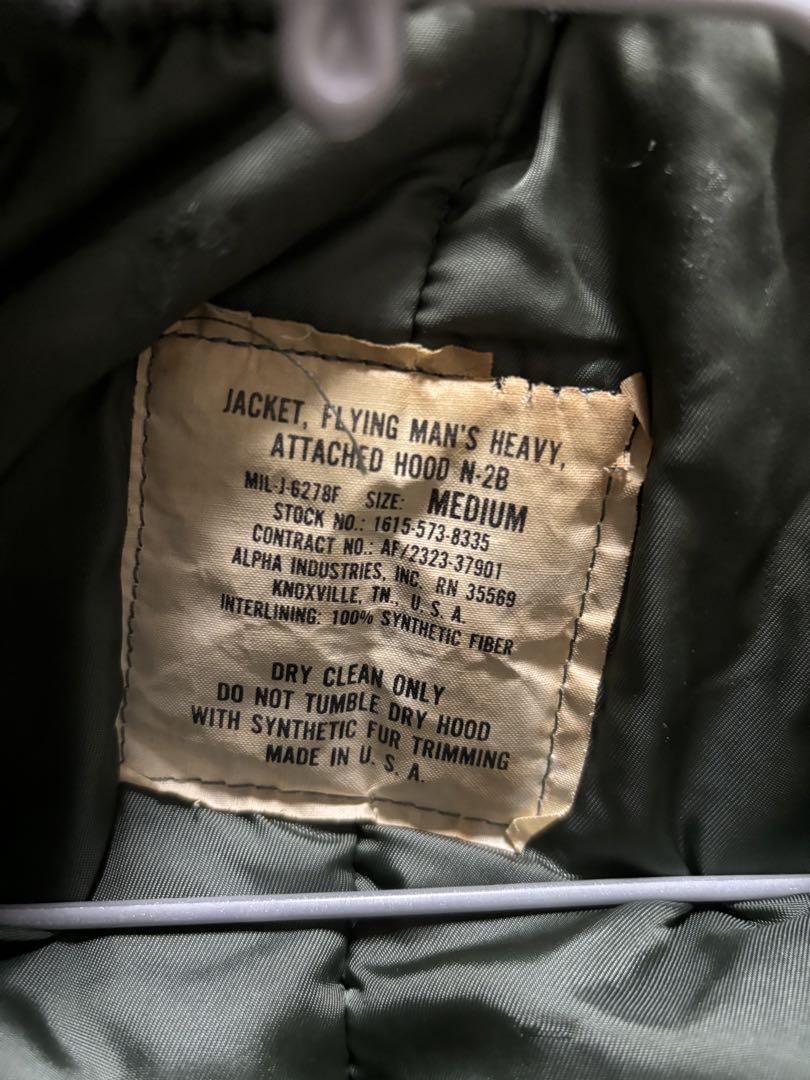 JACKET, FLYING MAN'S HEAVY,
ATTACHED HOOD N-2B
MIL-J-6278F SIZE: MEDIUM
STOCK NO.: 1615-573-8335
CONTRACT NO.: AF/2323-37901
ALPHA INDUSTRIES, INC. RN 35569
KNOXVILLE, TN., U. S. A.
INTERLINING: 100% SYNTHETIC FIBER
DRY CLEAN ONLY
DO NOT TUMBLE DRY HOOD
WITH SYNTHETIC FUR TRIMMING
MADE IN U. S. A.